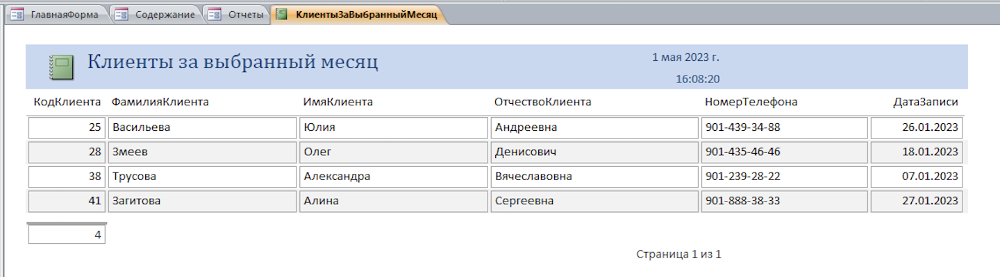 ГлавнаяФорма Содержание Отчеты КлиентыЗаВыбранныйМесяц
Клиенты за выбранный месяц 1 мая 2023 г.
16:08:20
КодКлиента ФамилияКлиента ИмяКлиента ОтчествоКлиента НомерТелефона ДатаЗаписи
25 Васильева Юлия Андреевна 901-439-34-88 26.01.2023
28 Змеев Олег Денисович 901-435-46-46 18.01.2023
38 Трусова Александра Вячеславовна 901-239-28-22 07.01.2023
41 Загитова Алина Сергеевна 901-888-38-33 27.01.2023
4
Страница 1 из 1